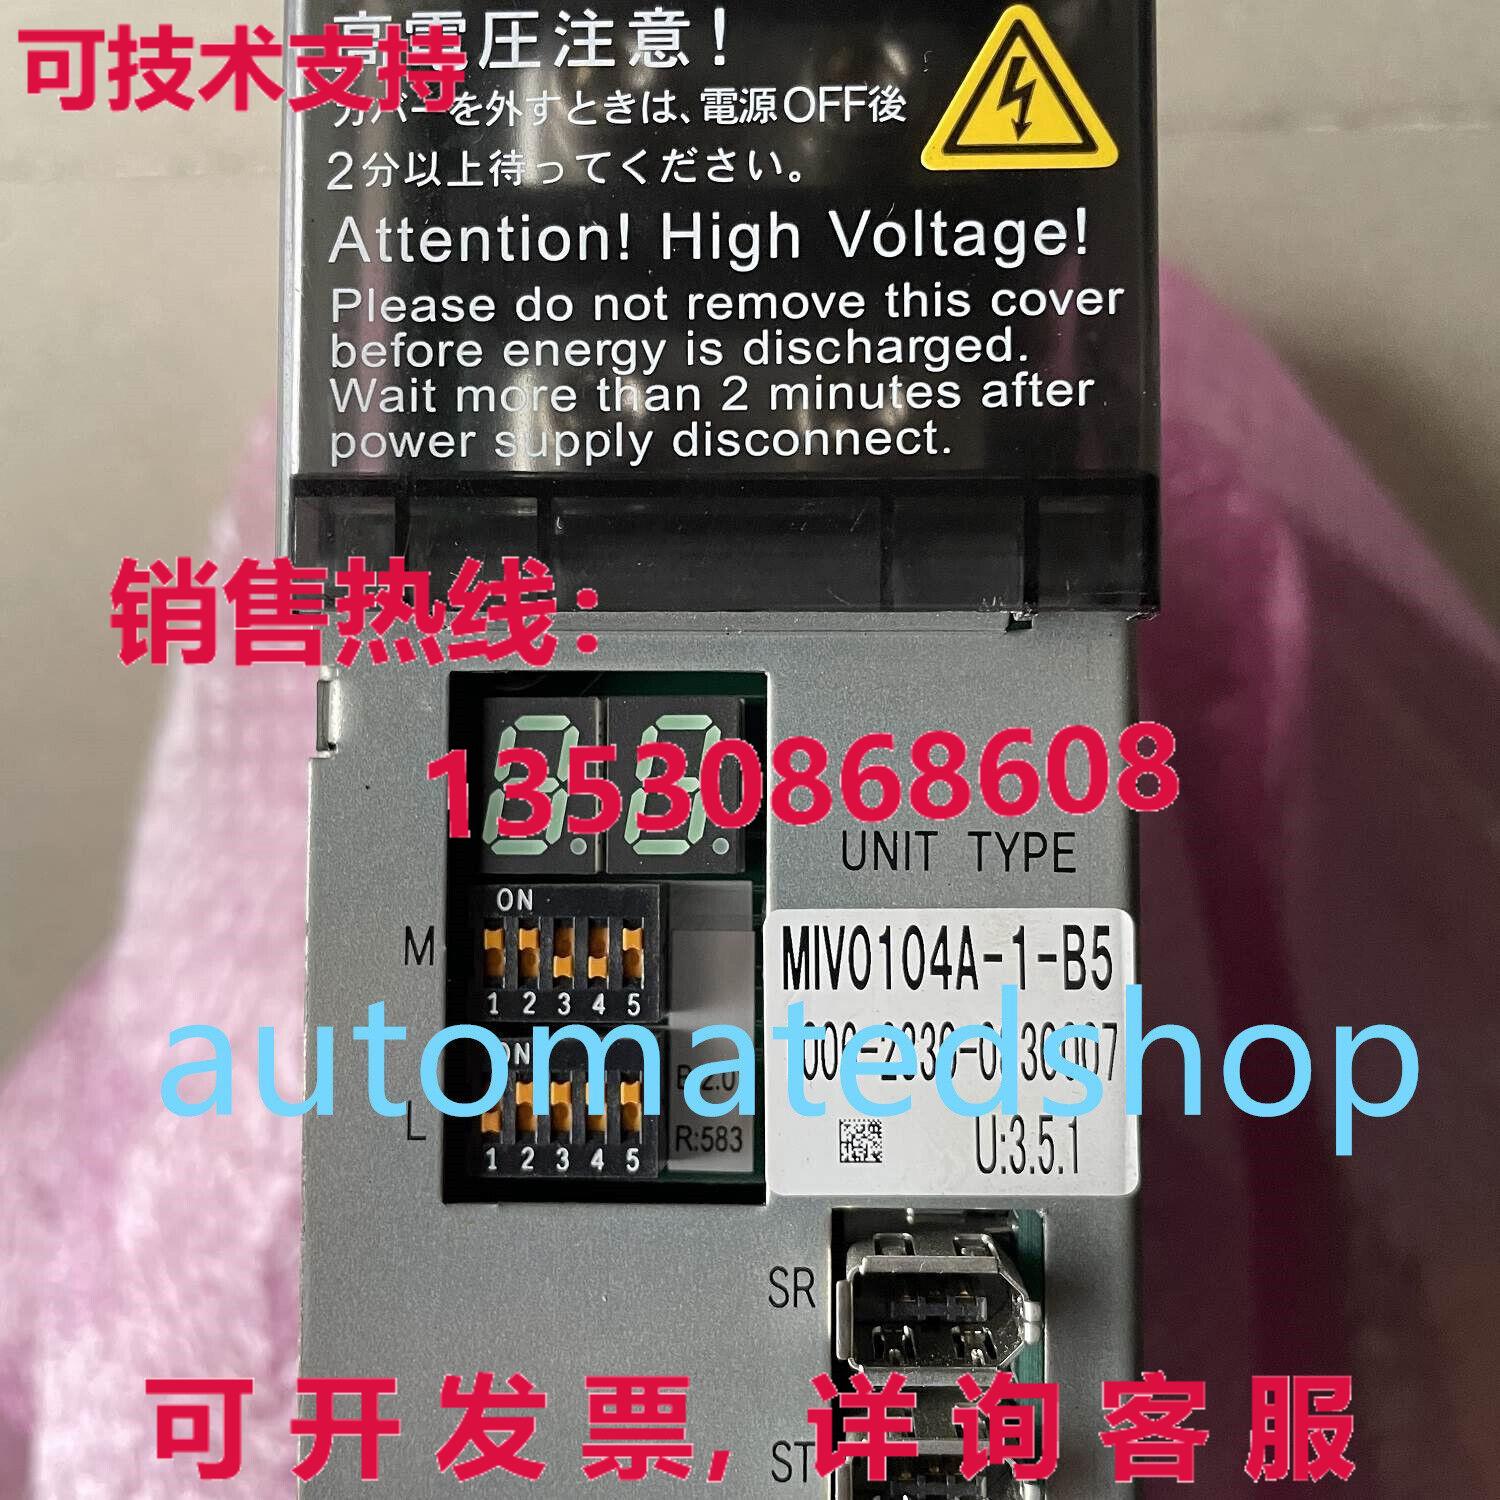 高電圧注意!
可技术支持
カバーを外すときは、電源OFF後
2分以上待ってください。
Attention! High Voltage!
Please do not remove this cover
before energy is discharged.
Wait more than 2 minutes after
power supply disconnect.
销售热线:
13530868608
UNIT TYPE
ON
M
1 2 3 4 5
MIV0104A-1-B5
automatedshop
ON
L
1 2 3 4 5
R:583
U:3.5.1
SR
可开发票,详询客服
ST